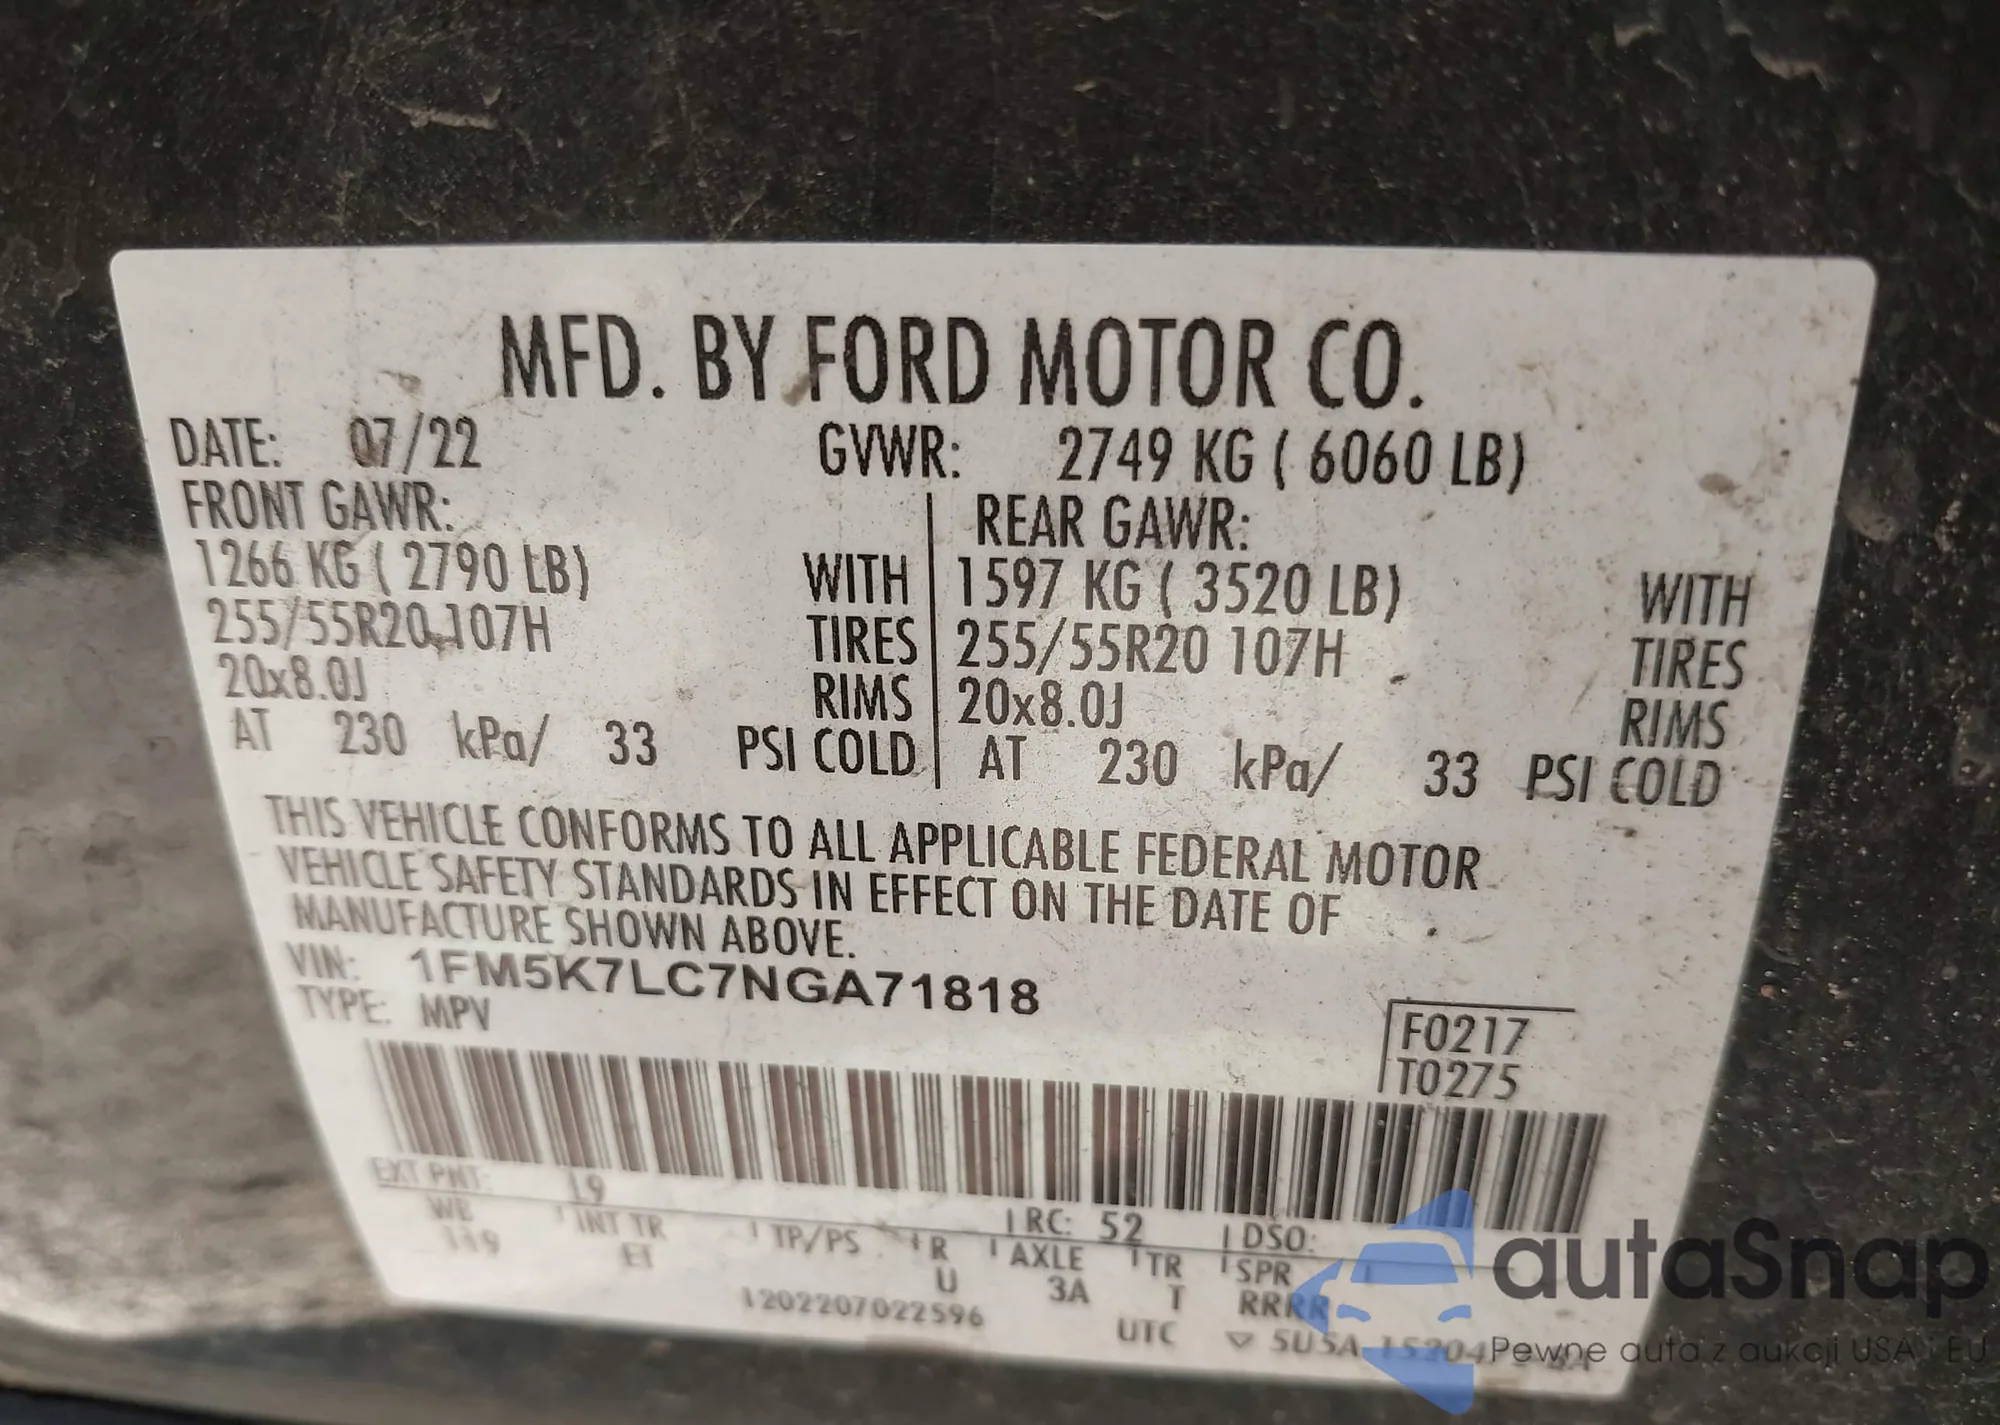 MFD. BY FORD MOTOR CO.
DATE: 07/22 GVWR: 2749 KG ( 6060 LB)
FRONT GAWR: REAR GAWR:
1266 KG ( 2790 LB) WITH 1597 KG ( 3520 LB) WITH
255/55R20 107H TIRES 255/55R20 107H TIRES
20x8.0J RIMS 20x8.0J RIMS
AT 230 kPa/ 33 PSI COLD AT 230 kPa/ 33 PSI COLD
THIS VEHICLE CONFORMS TO ALL APPLICABLE FEDERAL MOTOR
VEHICLE SAFETY STANDARDS IN EFFECT ON THE DATE OF
MANUFACTURE SHOWN ABOVE.
VIN: 1FM5K7LC7NGA71818
TYPE: MPV
F0217
T0275
EXT PNT: RC: 52 DSO:
WB INT TR TP/PS R AXLE TR SPR
119 EI U 3A T RRRR
1202207022596 UTC ▽ SUSA
autaSnap
Pewne auta z aukcji USA i EU